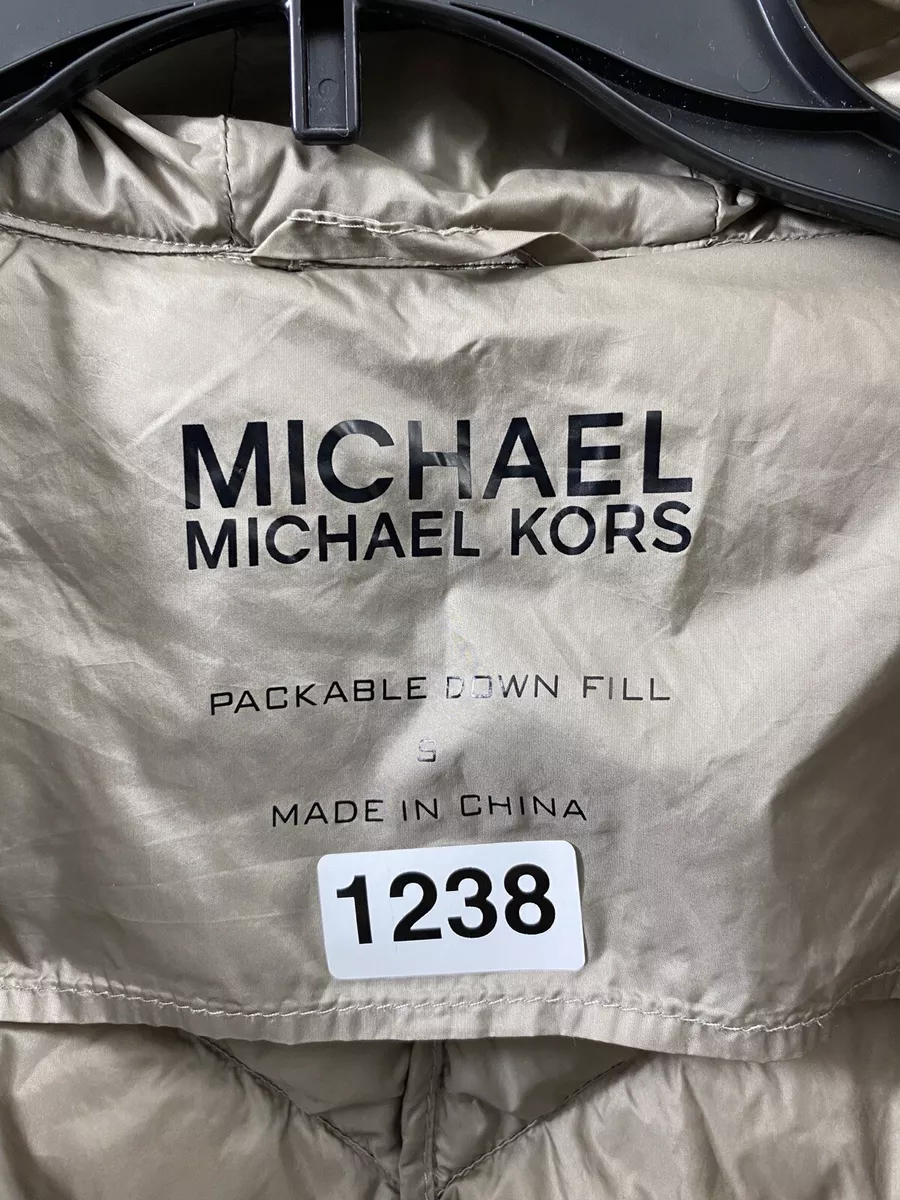 MICHAEL
MICHAEL KORS
PACKABLE DOWN FILL
S
MADE IN CHINA
1238